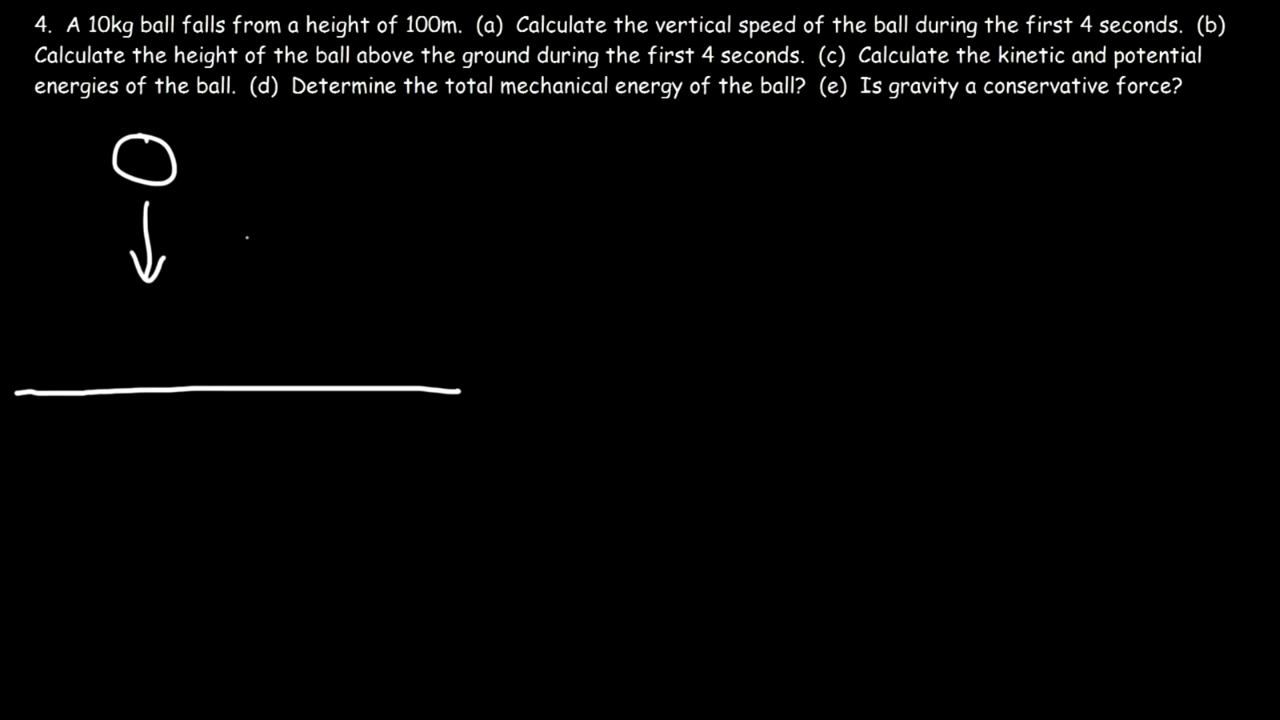 4. A 10kg ball falls from a height of 100m. (a) Calculate the vertical speed of the ball during the first 4 seconds. (b)
Calculate the height of the ball above the ground during the first 4 seconds. (c) Calculate the kinetic and potential
energies of the ball. (d) Determine the total mechanical energy of the ball? (e) Is gravity a conservative force?